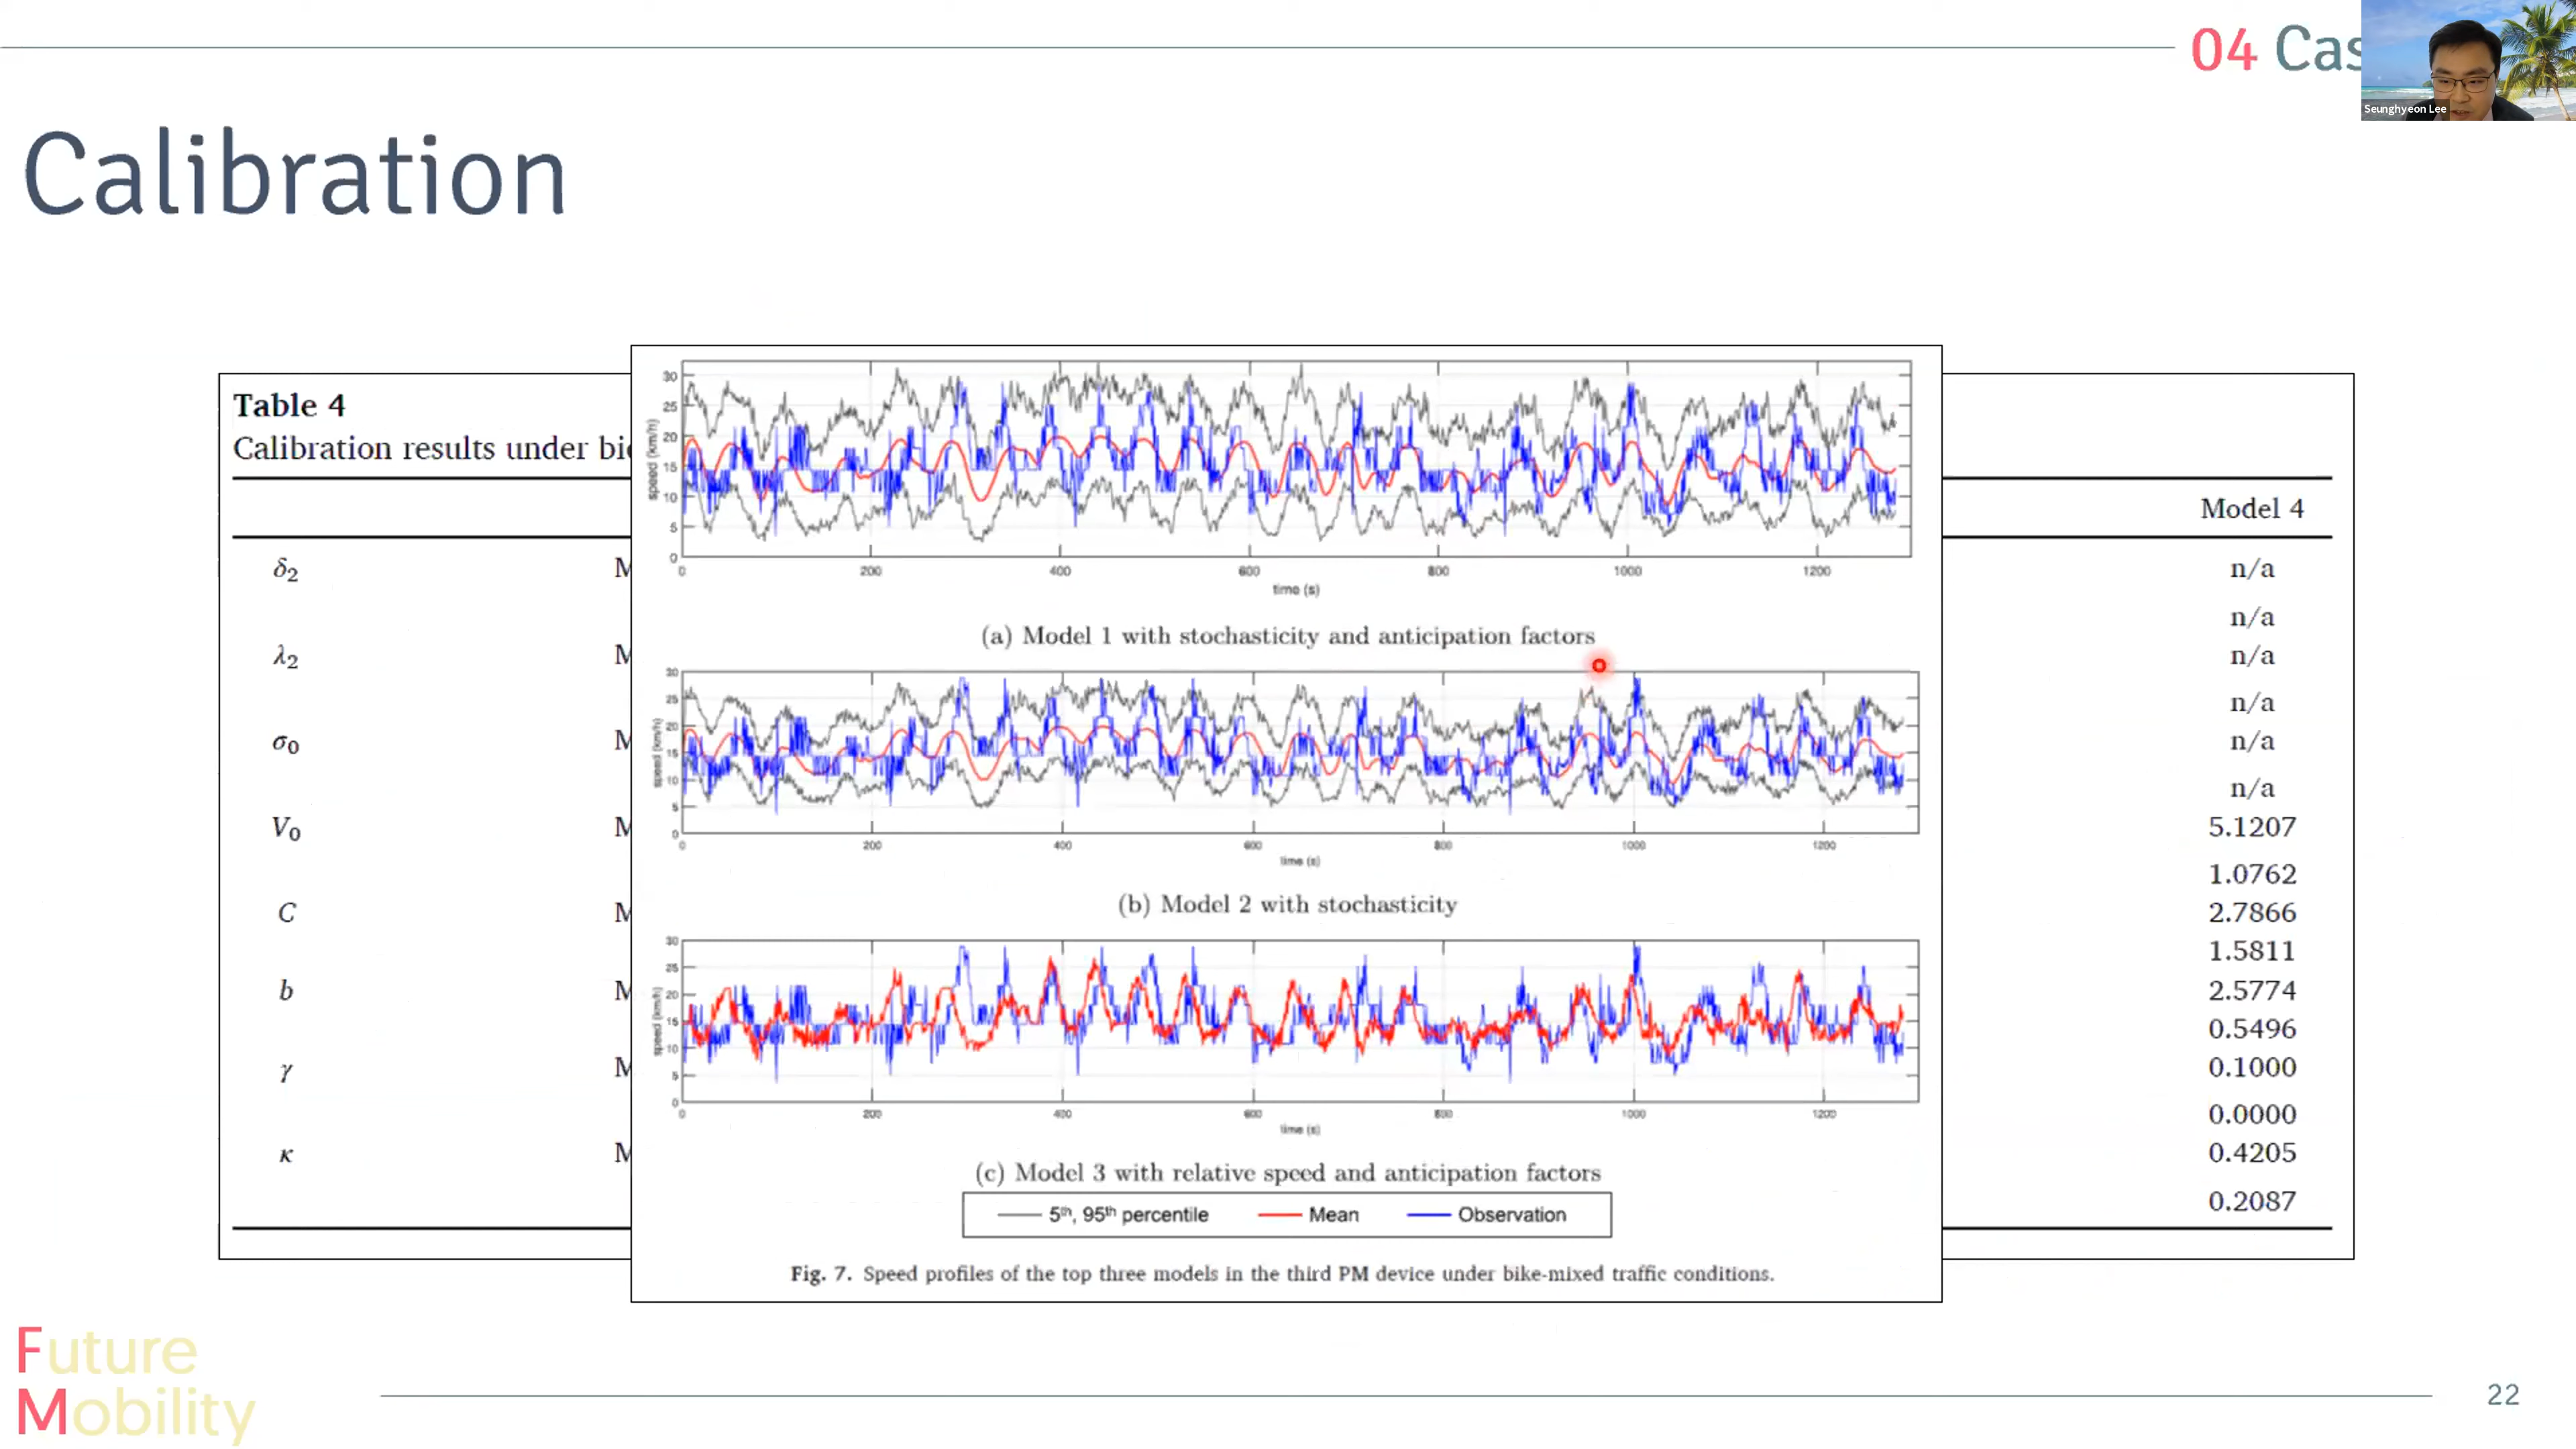 04 Cas
Seunghyeon Lee
Calibration
Table 4
Calibration results under bi
Model 4
δ2 M n/a
n/a
λ2 M n/a
n/a
σ0 M n/a
n/a
V0 M 5.1207
1.0762
C M 2.7866
1.5811
b M 2.5774
0.5496
γ M 0.1000
0.0000
κ M 0.4205
0.2087
30
25
20
15
10
5
0
speed (km/h)
0 200 400 600 800 1000 1200
time (s)
(a) Model 1 with stochasticity and anticipation factors
30
25
20
15
10
5
0
speed (km/h)
0 200 400 600 800 1000 1200
time (s)
(b) Model 2 with stochasticity
30
25
20
15
10
5
0
speed (km/h)
0 200 400 600 800 1000 1200
time (s)
(c) Model 3 with relative speed and anticipation factors
5th, 95th percentile Mean Observation
Fig. 7. Speed profiles of the top three models in the third PM device under bike-mixed traffic conditions.
Future
Mobility
22